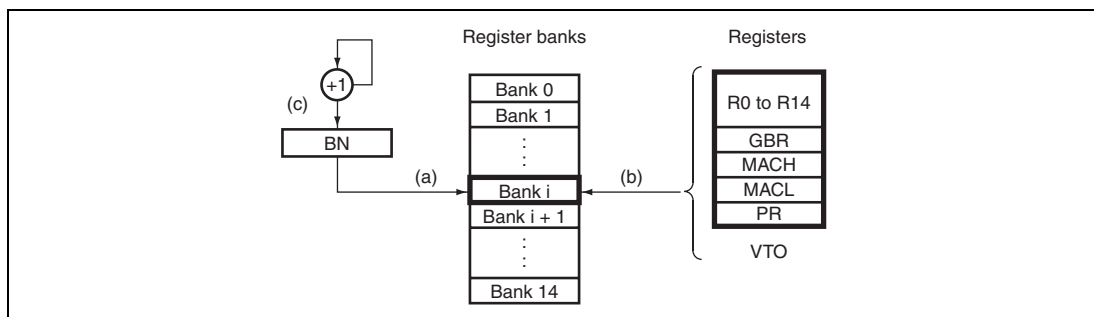 Register banks
Registers
+1
(c)
BN
(a)
Bank 0
Bank 1
Bank i
Bank i + 1
Bank 14
(b)
R0 to R14
GBR
MACH
MACL
PR
VTO